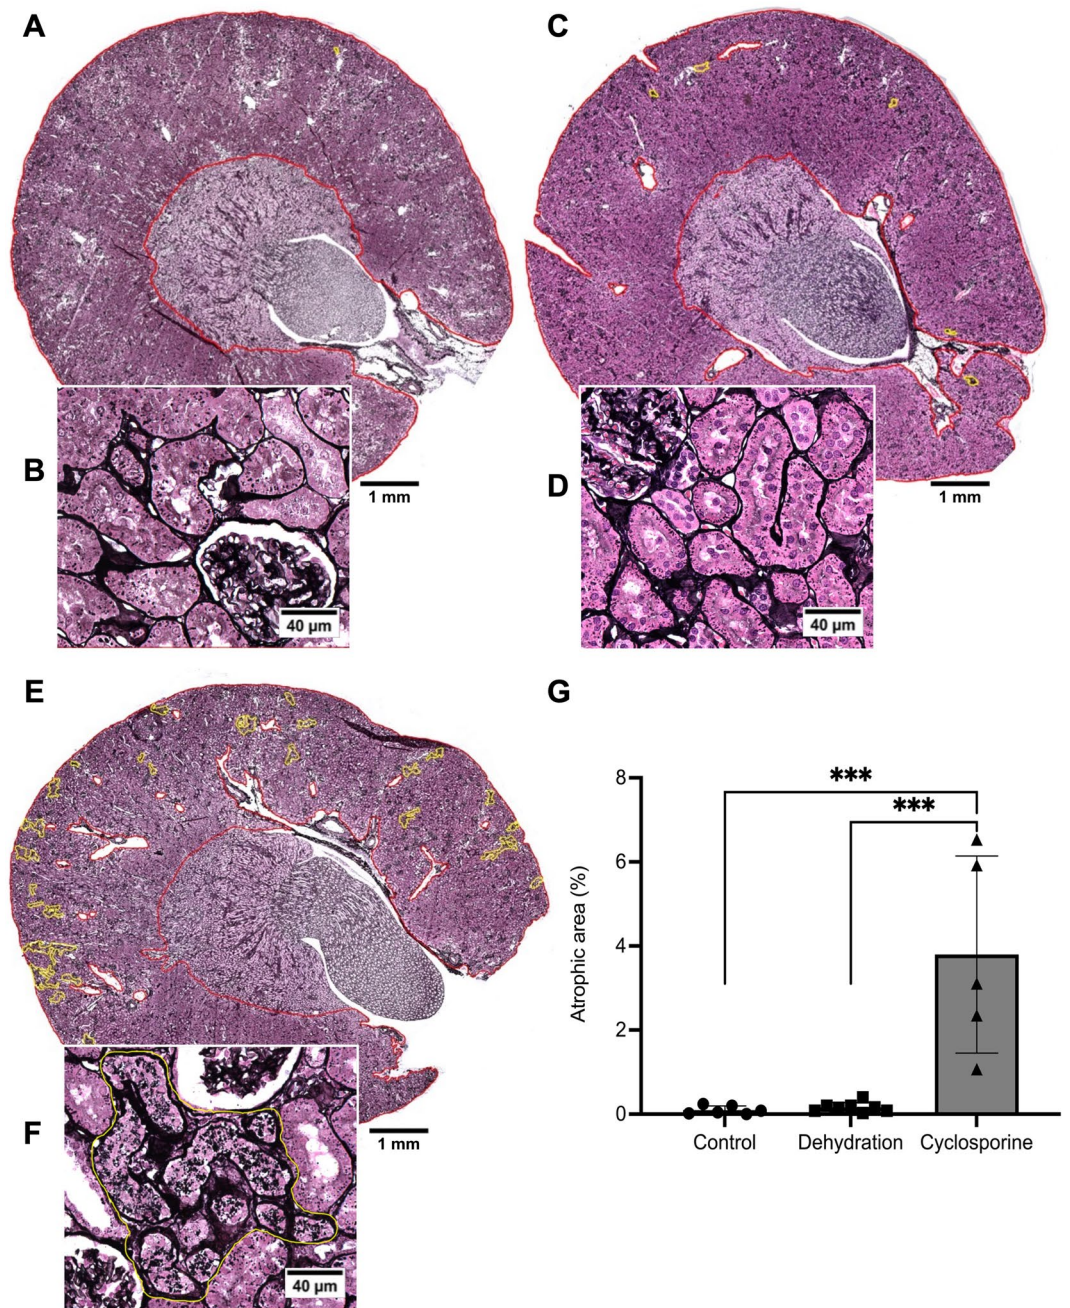 A
C
B
1 mm
40 µm
D
1 mm
40 µm
E
G
F
1 mm
40 µm
***
***
8
6
4
2
0
Atrophic area (%)
Control Dehydration Cyclosporine